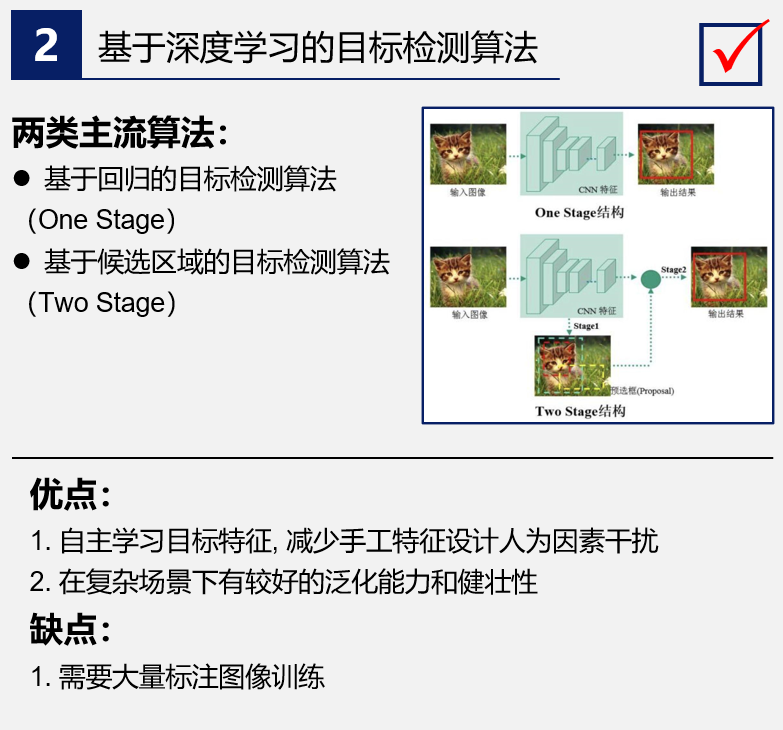 2 基于深度学习的目标检测算法
两类主流算法:
● 基于回归的目标检测算法
(One Stage)
● 基于候选区域的目标检测算法
(Two Stage)
输入图像
CNN 特征
输出结果
One Stage结构
输入图像
CNN 特征
Stage1
Stage2
输出结果
预选框(Proposal)
Two Stage结构
优点:
1. 自主学习目标特征, 减少手工特征设计人为因素干扰
2. 在复杂场景下有较好的泛化能力和健壮性
缺点:
1. 需要大量标注图像训练